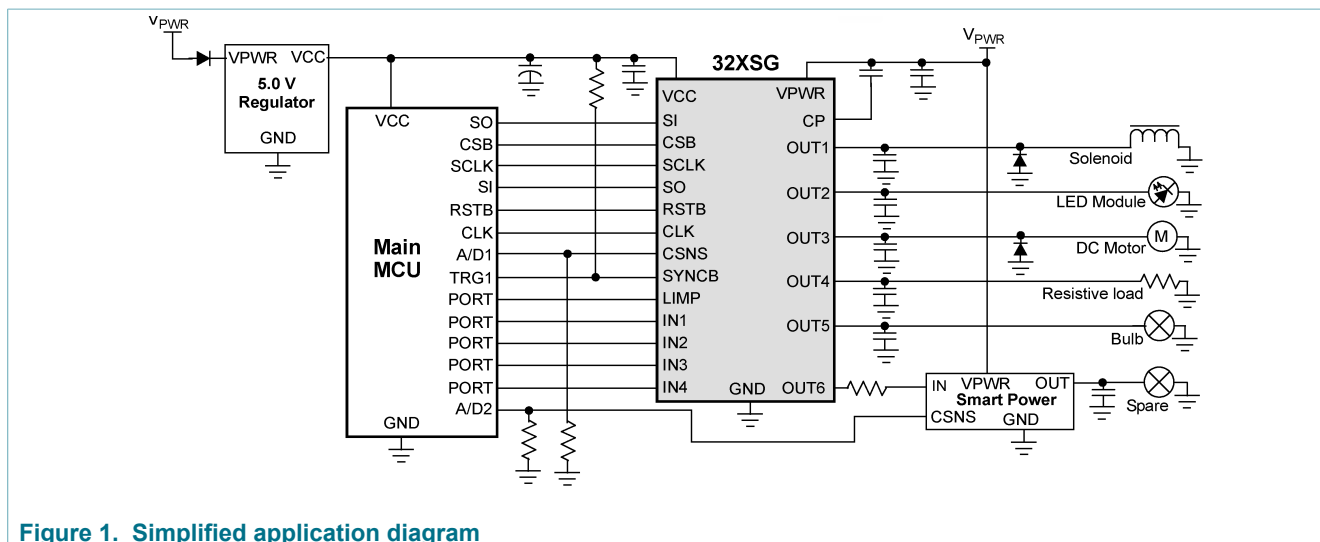 VPWR
VPWR VCC
5.0 V
Regulator
GND
VCC
Main
MCU
SO
CSB
SCLK
SI
RSTB
CLK
A/D1
TRG1
PORT
PORT
PORT
PORT
PORT
A/D2
GND
32XSG
VCC
SI
CSB
SCLK
SO
RSTB
CLK
CSNS
SYNCB
LIMP
IN1
IN2
IN3
IN4
GND
VPWR
CP
OUT1
OUT2
OUT3
OUT4
OUT5
OUT6
VPWR
Solenoid
LED Module
M
DC Motor
Resistive load
Bulb
IN VPWR OUT
Smart Power
CSNS GND
Spare
Figure 1. Simplified application diagram